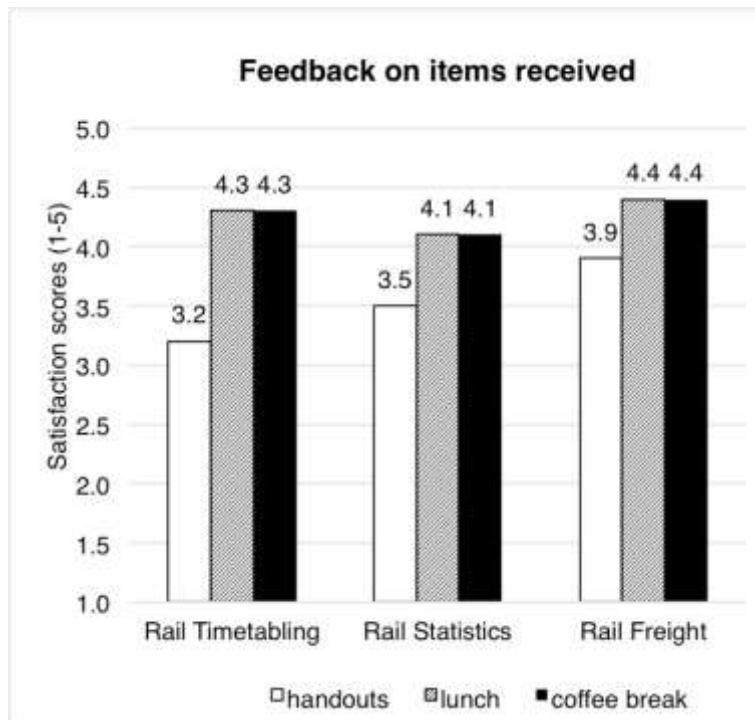 Feedback on items received
Satisfaction scores (1-5)
5.0
4.5
4.0
3.5
3.0
2.5
2.0
1.5
1.0
3.2
4.3
4.3
3.5
4.1
4.1
3.9
4.4
4.4
Rail Timetabling
Rail Statistics
Rail Freight
handouts
lunch
coffee break